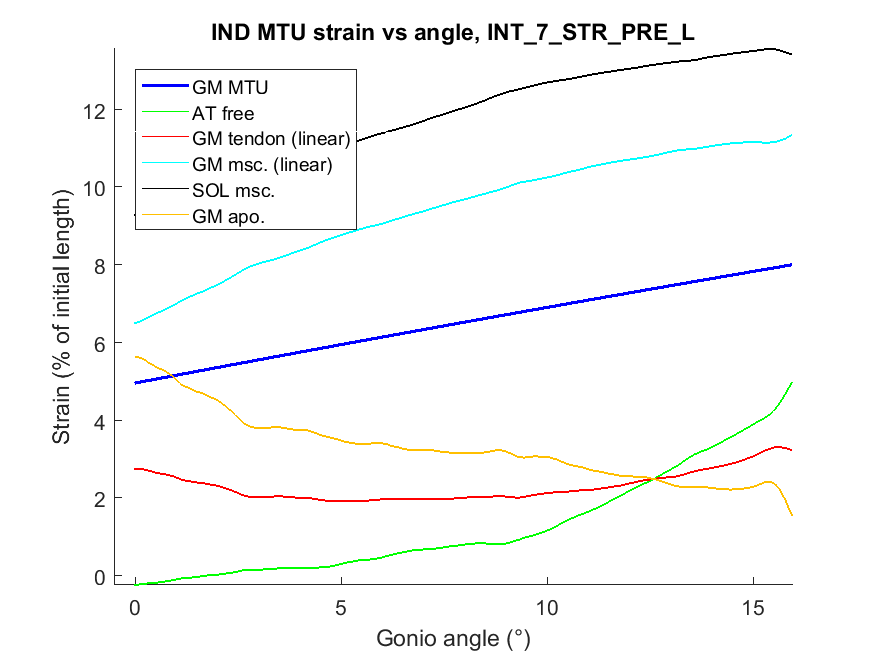 IND MTU strain vs angle, INT_7_STR_PRE_L
GM MTU
AT free
GM tendon (linear)
GM msc. (linear)
SOL msc.
GM apo.
Strain (% of initial length)
12
10
8
6
4
2
0
0 5 10 15
Gonio angle (°)